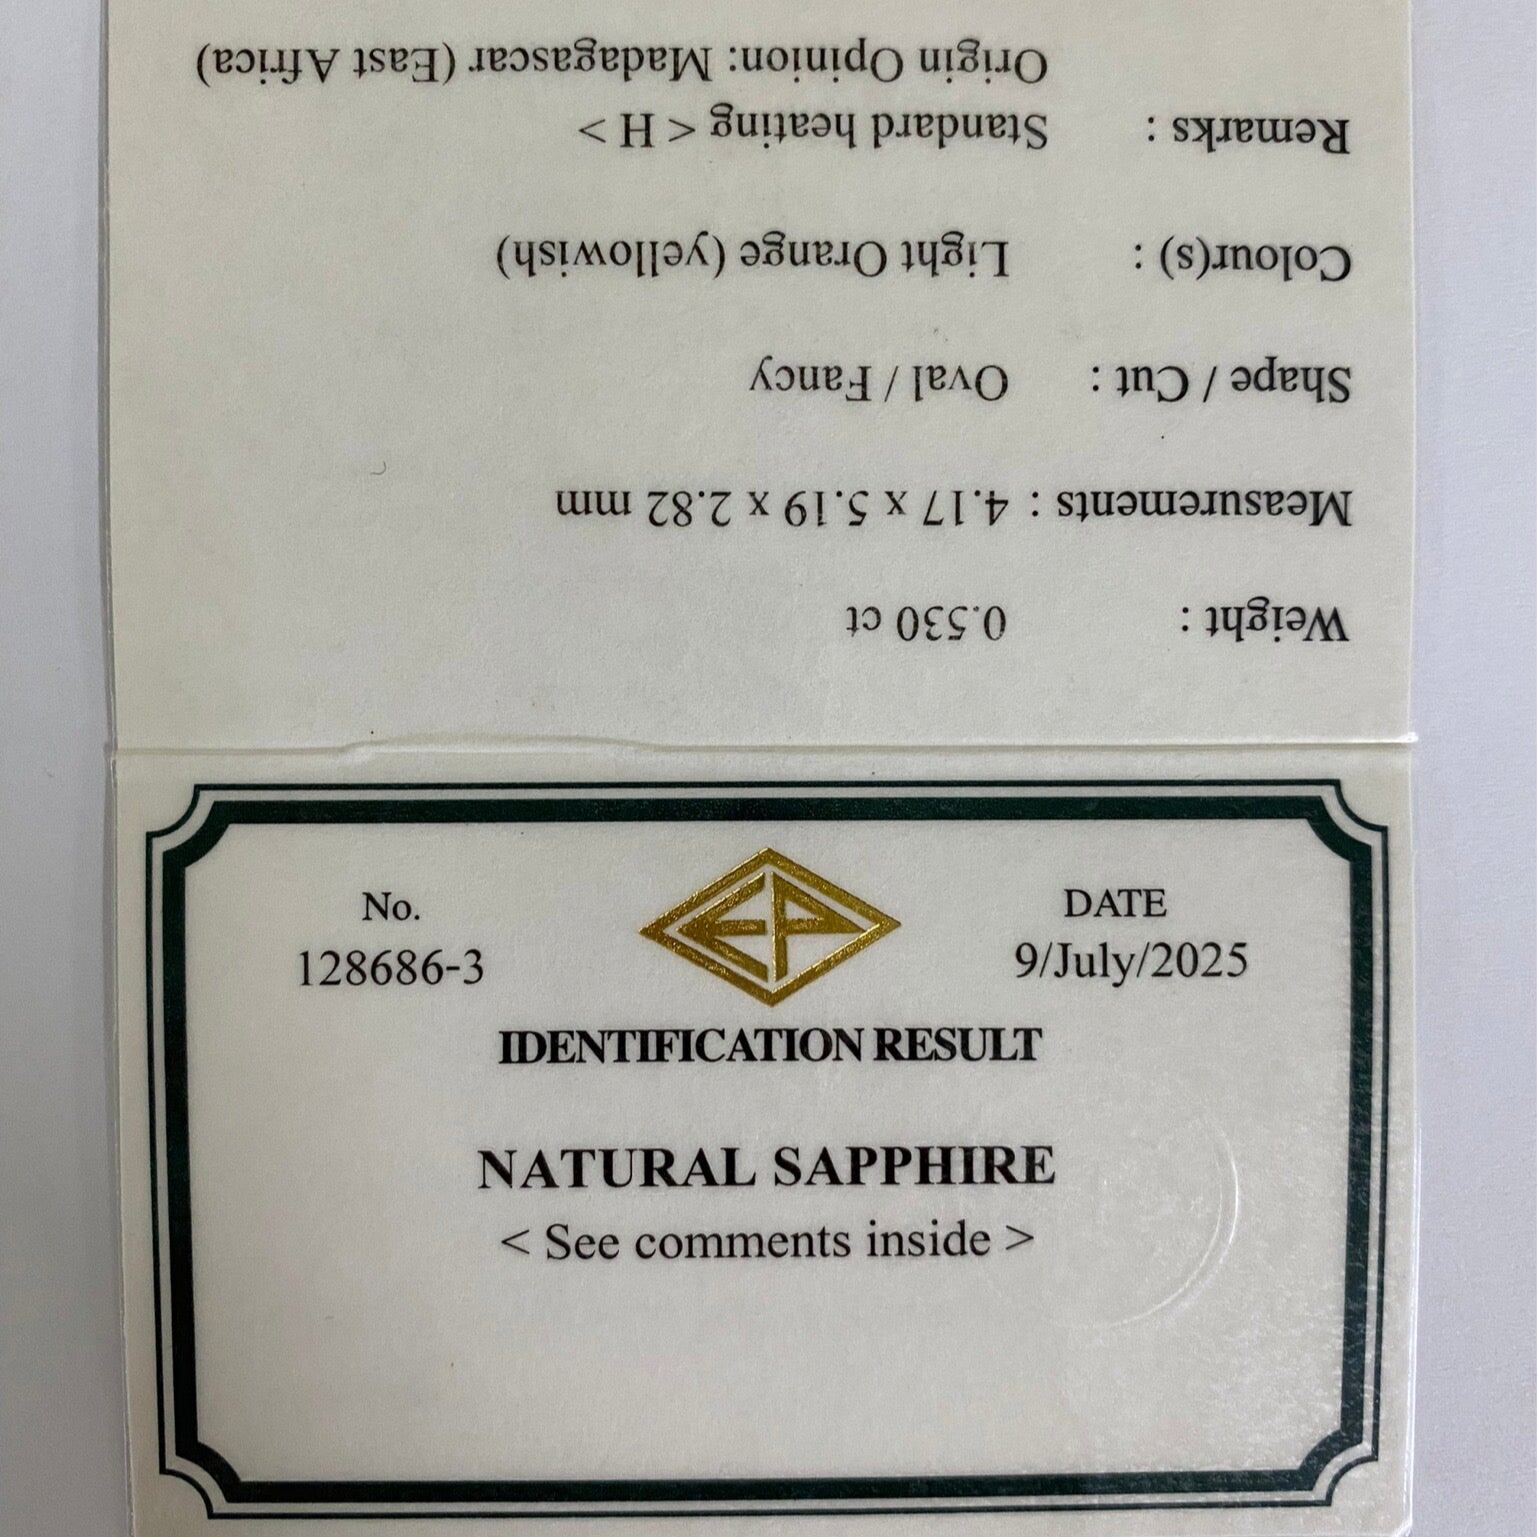 Weight : 0.530 ct
Measurements : 4.17 x 5.19 x 2.82 mm
Shape / Cut : Oval / Fancy
Colour(s) : Light Orange (yellowish)
Remarks : Standard heating < H >
Origin Opinion: Madagascar (East Africa)
No.
128686-3
EP
DATE
9/July/2025
IDENTIFICATION RESULT
NATURAL SAPPHIRE
< See comments inside >